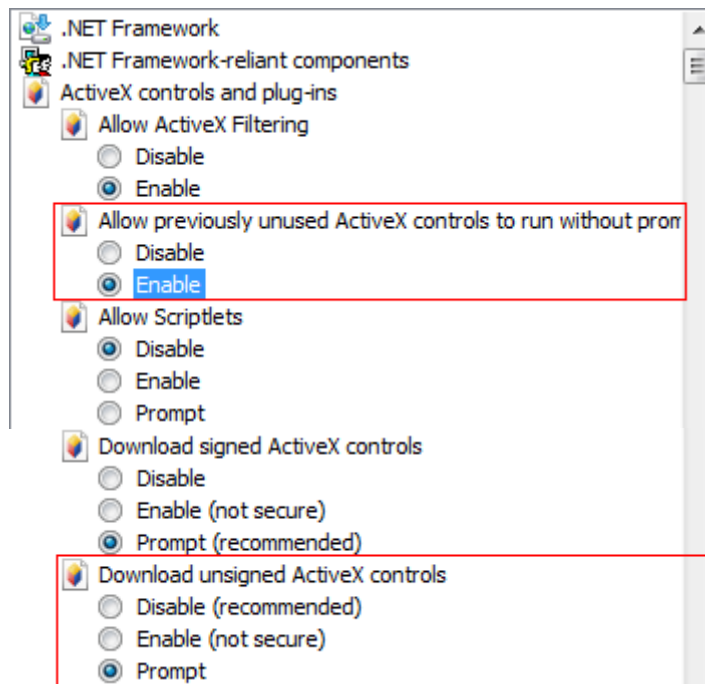 .NET Framework
.NET Framework-reliant components
ActiveX controls and plug-ins
Allow ActiveX Filtering
Disable
Enable
Allow previously unused ActiveX controls to run without prom
Disable
Enable
Allow Scriptlets
Disable
Enable
Prompt
Download signed ActiveX controls
Disable
Enable (not secure)
Prompt (recommended)
Download unsigned ActiveX controls
Disable (recommended)
Enable (not secure)
Prompt